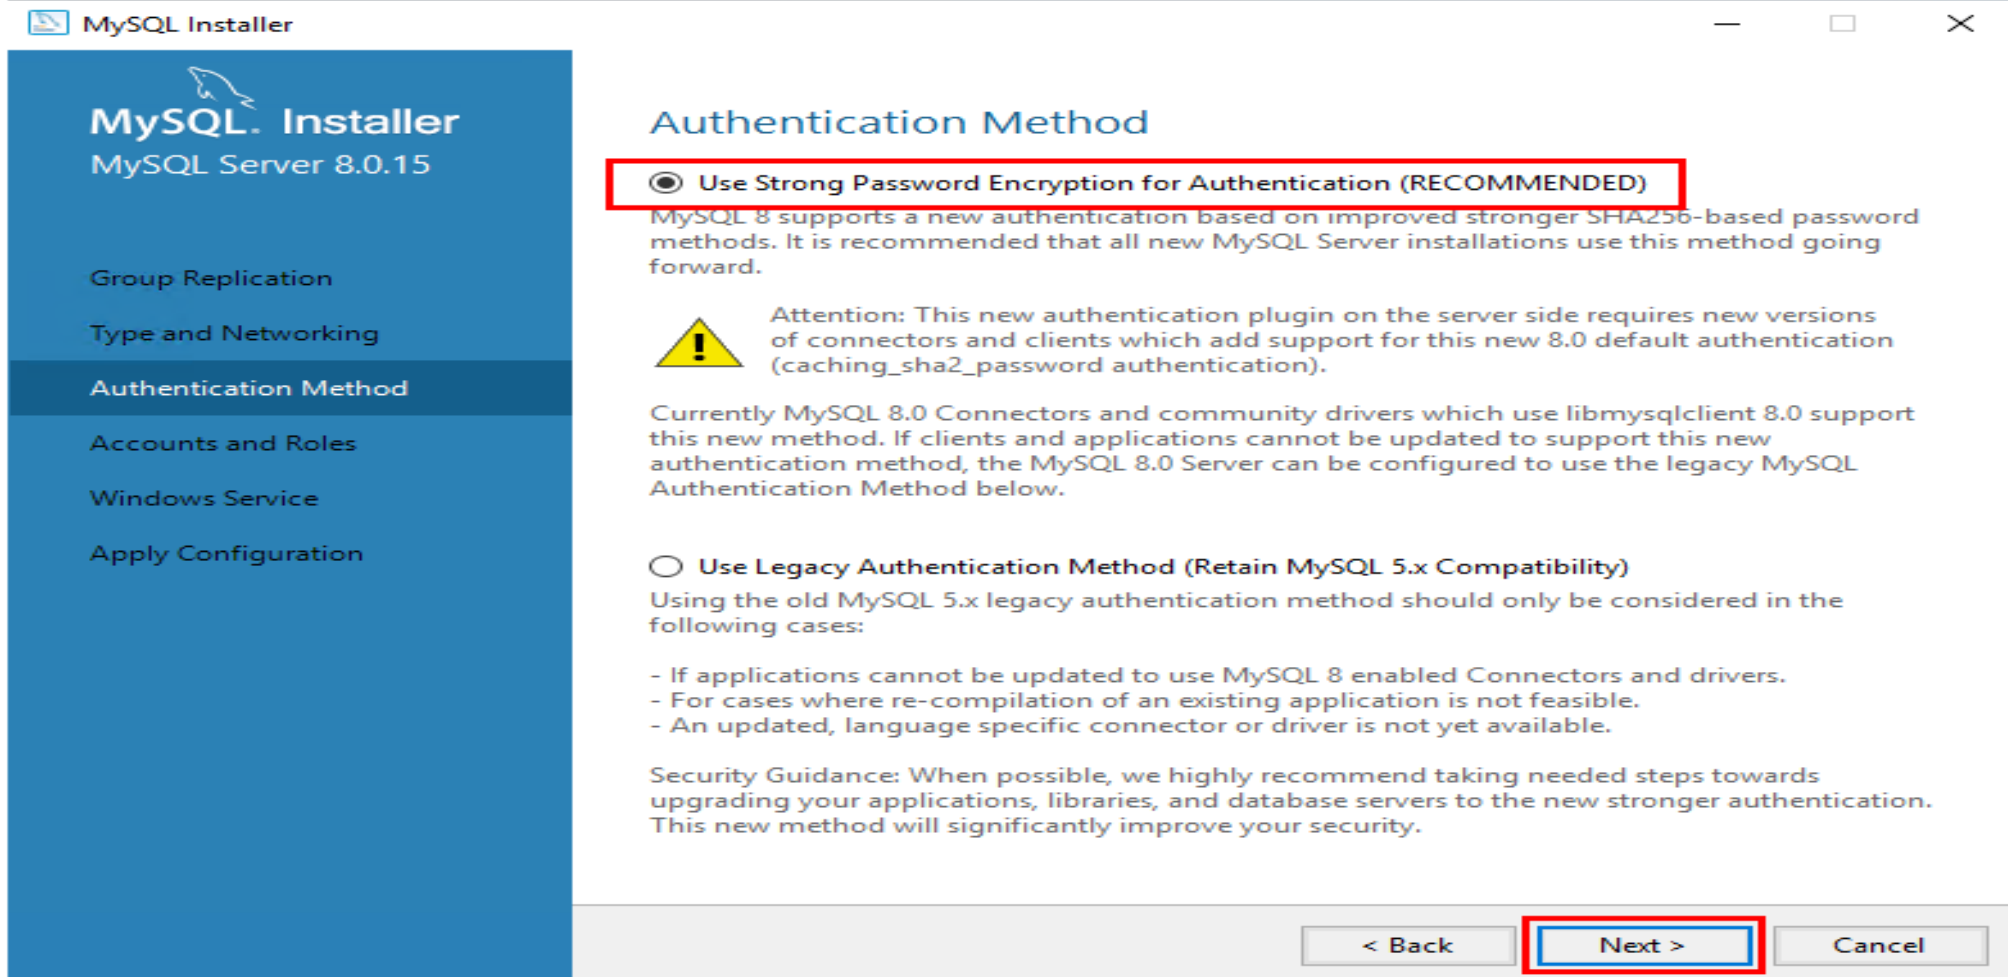 MySQL Installer
MySQL. Installer
MySQL Server 8.0.15
Group Replication
Type and Networking
Authentication Method
Accounts and Roles
Windows Service
Apply Configuration
Authentication Method
Use Strong Password Encryption for Authentication (RECOMMENDED)
MySQL 8 supports a new authentication based on improved stronger SHA256-based password
methods. It is recommended that all new MySQL Server installations use this method going
forward.
Attention: This new authentication plugin on the server side requires new versions
of connectors and clients which add support for this new 8.0 default authentication
(caching_sha2_password authentication).
Currently MySQL 8.0 Connectors and community drivers which use libmysqlclient 8.0 support
this new method. If clients and applications cannot be updated to support this new
authentication method, the MySQL 8.0 Server can be configured to use the legacy MySQL
Authentication Method below.
Use Legacy Authentication Method (Retain MySQL 5.x Compatibility)
Using the old MySQL 5.x legacy authentication method should only be considered in the
following cases:
- If applications cannot be updated to use MySQL 8 enabled Connectors and drivers.
- For cases where re-compilation of an existing application is not feasible.
- An updated, language specific connector or driver is not yet available.
Security Guidance: When possible, we highly recommend taking needed steps towards
upgrading your applications, libraries, and database servers to the new stronger authentication.
This new method will significantly improve your security.
< Back
Next >
Cancel